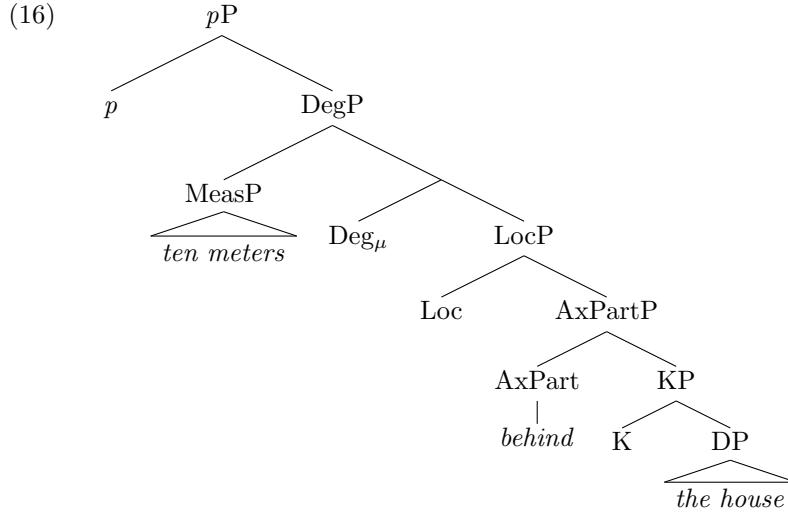 (16) pP
p DegP
MeasP
ten meters Degμ LocP
Loc AxPartP
AxPart KP
behind K DP
the house